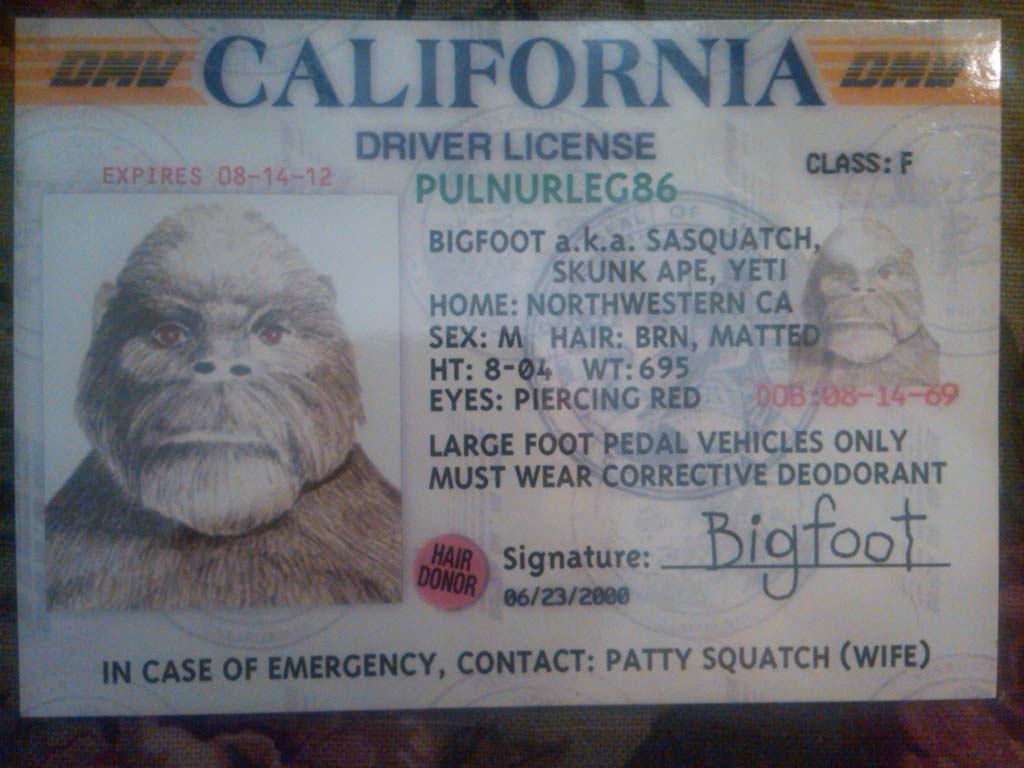 DMV CALIFORNIA DMV
DRIVER LICENSE
CLASS: F
EXPIRES 08-14-12
PULNURLEG86
BIGFOOT a.k.a. SASQUATCH,
SKUNK APE, YETI
HOME: NORTHWESTERN CA
SEX: M HAIR: BRN, MATTED
HT: 8-04 WT: 695
EYES: PIERCING RED
DOB:08-14-69
LARGE FOOT PEDAL VEHICLES ONLY
MUST WEAR CORRECTIVE DEODORANT
HAIR
DONOR
Signature: Bigfoot
06/23/2000
IN CASE OF EMERGENCY, CONTACT: PATTY SQUATCH (WIFE)